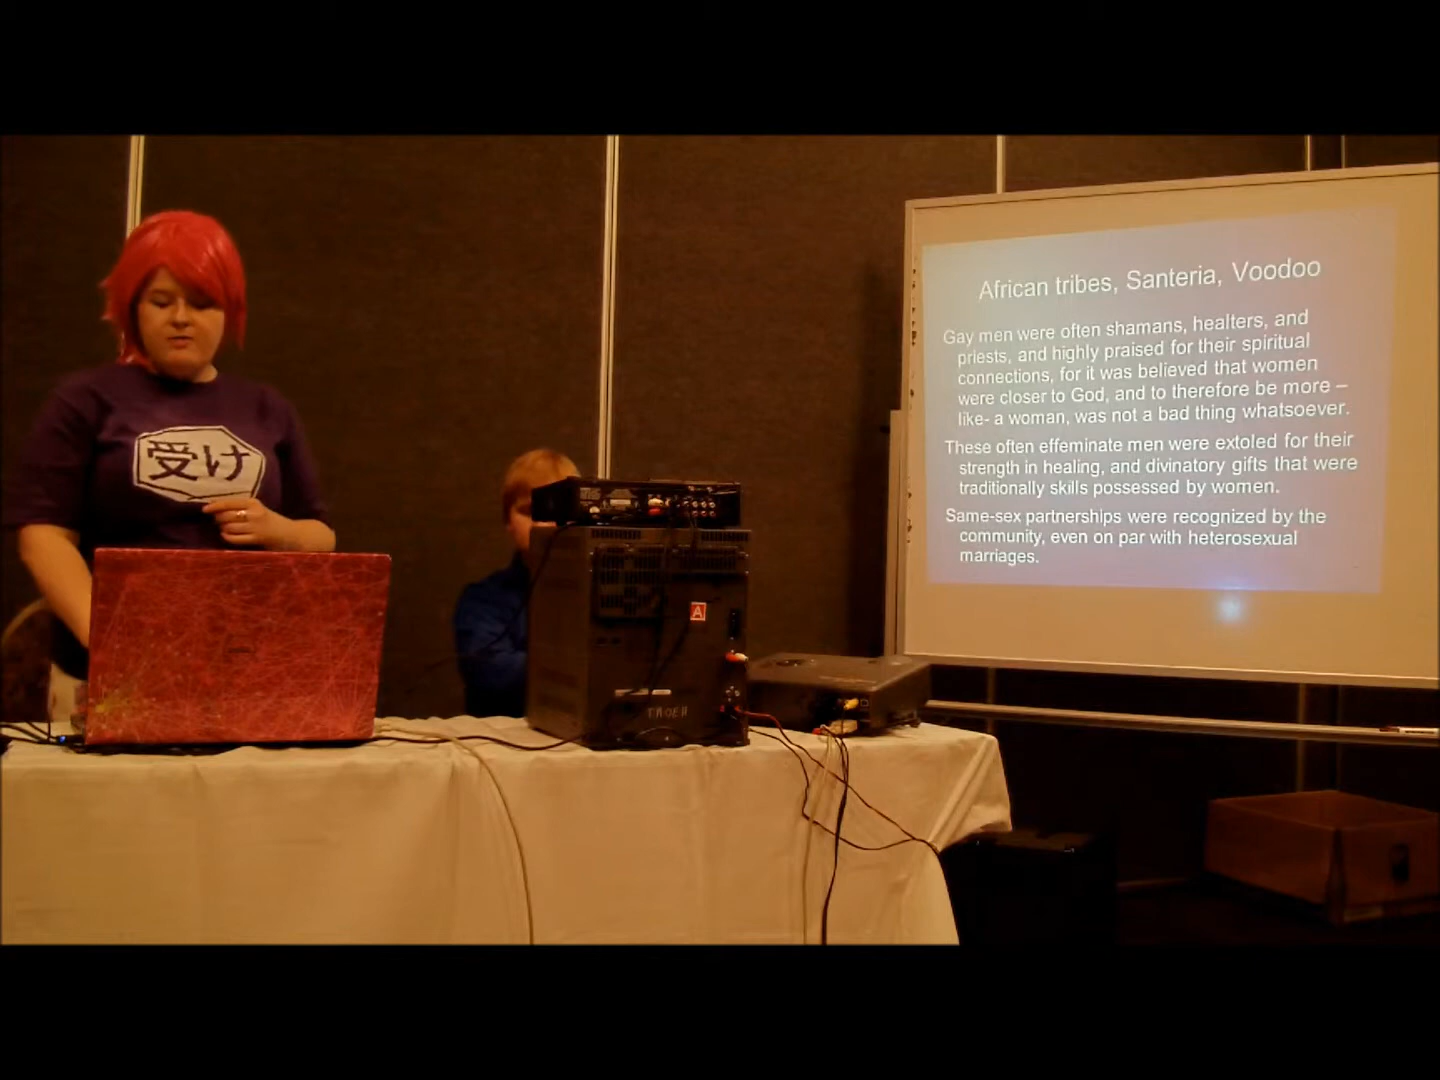 受け
A
African tribes, Santeria, Voodoo
Gay men were often shamans, healters, and
priests, and highly praised for their spiritual
connections, for it was believed that women
were closer to God, and to therefore be more –
like- a woman, was not a bad thing whatsoever.
These often effeminate men were extoled for their
strength in healing, and divinatory gifts that were
traditionally skills possessed by women.
Same-sex partnerships were recognized by the
community, even on par with heterosexual
marriages.